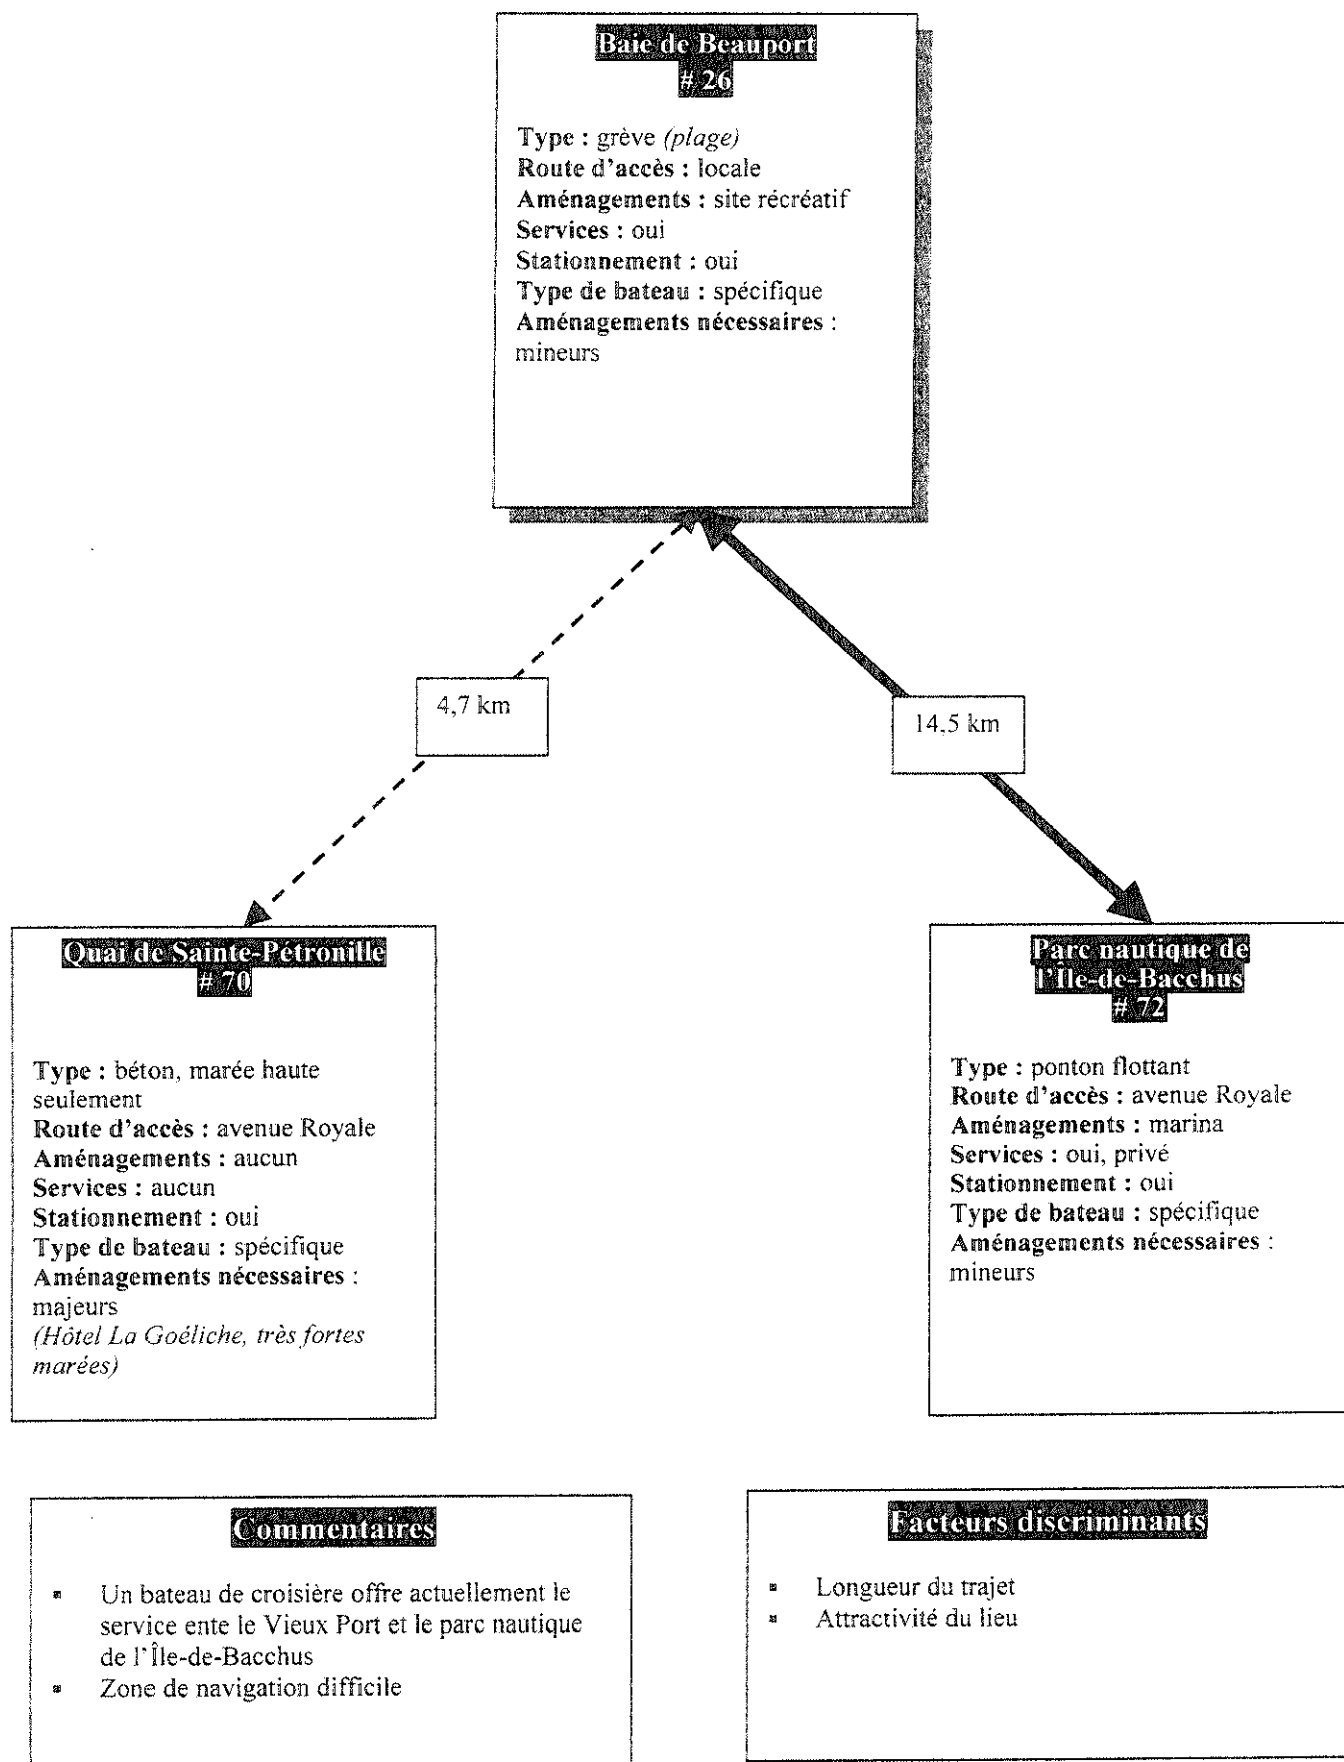 Baie de Beauport
# 26
Type : grève (plage)
Route d'accès : locale
Aménagements : site récréatif
Services : oui
Stationnement : oui
Type de bateau : spécifique
Aménagements nécessaires :
mineurs
4,7 km
14,5 km
Quai de Sainte-Pétronille
# 70
Type : béton, marée haute
seulement
Route d'accès : avenue Royale
Aménagements : aucun
Services : aucun
Stationnement : oui
Type de bateau : spécifique
Aménagements nécessaires :
majeurs
(Hôtel La Goéliche, très fortes
marées)
Parc nautique de
l'Île-de-Bacchus
# 72
Type : ponton flottant
Route d'accès : avenue Royale
Aménagements : marina
Services : oui, privé
Stationnement : oui
Type de bateau : spécifique
Aménagements nécessaires :
mineurs
Commentaires
▪ Un bateau de croisière offre actuellement le
service ente le Vieux Port et le parc nautique
de l'Île-de-Bacchus
▪ Zone de navigation difficile
Facteurs discriminants
▪ Longueur du trajet
▪ Attractivité du lieu